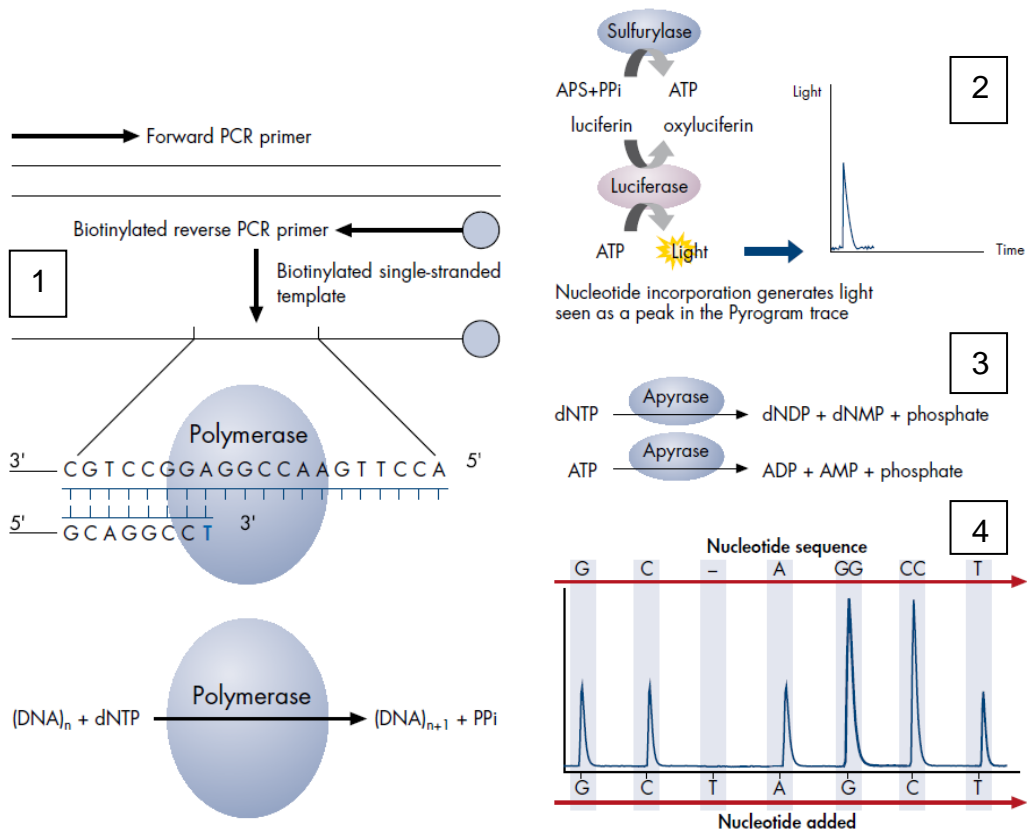 Forward PCR primer
Biotinylated reverse PCR primer
1
Biotinylated single-stranded
template
Polymerase
3' CGTCCGGAGGCCAAGTTCCA 5'
5' GCAGGCCT 3'
Polymerase
(DNA)n + dNTP (DNA)n+1 + PPi
2
Sulfurylase
APS+PPi ATP
luciferin oxyluciferin
Luciferase
ATP Light
Light
Time
Nucleotide incorporation generates light
seen as a peak in the Pyrogram trace
3
Apyrase
dNTP dNDP + dNMP + phosphate
Apyrase
ATP ADP + AMP + phosphate
4
Nucleotide sequence
G C – A GG CC T
G C T A G C T
Nucleotide added